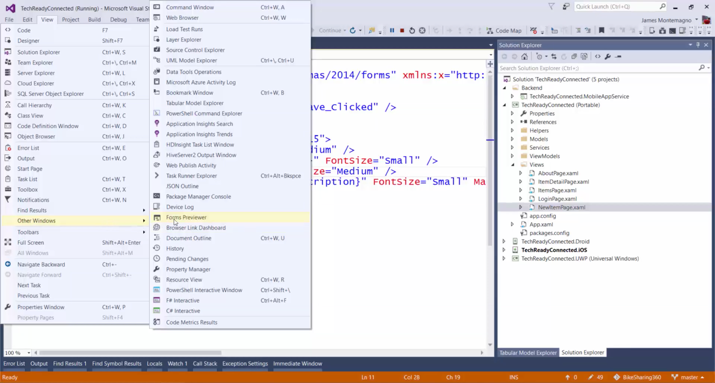 TechReadyConnected (Running) - Microsoft Visual St
Quick Launch (Ctrl+Q)
File
Edit
View
Project
Build
Debug
Team
James Montemagno
Continue
Code Map
Code F7
Designer Shift+F7
Solution Explorer Ctrl+W, S
Team Explorer Ctrl+\, Ctrl+M
Server Explorer Ctrl+W, L
Cloud Explorer Ctrl+\, Ctrl+X
SQL Server Object Explorer Ctrl+\, Ctrl+S
Call Hierarchy Ctrl+W, K
Class View Ctrl+W, C
Code Definition Window Ctrl+W, D
Object Browser Ctrl+W, J
Error List Ctrl+W, E
Output Ctrl+W, O
Start Page
Task List Ctrl+W, T
Toolbox Ctrl+W, X
Notifications Ctrl+W, N
Find Results
Other Windows
Toolbars
Full Screen Shift+Alt+Enter
All Windows Shift+Alt+M
Navigate Backward Ctrl+-
Navigate Forward Ctrl+Shift+-
Next Task
Previous Task
Properties Window Ctrl+W, P
Property Pages Shift+F4
Command Window Ctrl+W, A
Web Browser Ctrl+W, W
Load Test Runs
Layer Explorer
Source Control Explorer
UML Model Explorer Ctrl+\, Ctrl+U
Data Tools Operations
Microsoft Azure Activity Log
Bookmark Window Ctrl+W, B
Tabular Model Explorer
PowerShell Command Explorer
Application Insights Search
Application Insights Trends
HDInsight Task List Window
HiveServer2 Output Window
Web Publish Activity
Task Runner Explorer Ctrl+Alt+Bkspce
JSON Outline
Package Manager Console
Device Log
Forms Previewer
Browser Link Dashboard
Document Outline Ctrl+W, U
History
Pending Changes
Property Manager
Resource View Ctrl+W, R
PowerShell Interactive Window Ctrl+Shift+\
F# Interactive Ctrl+Alt+F
C# Interactive
Code Metrics Results
mas/2014/forms" xmlns="http:
ave_clicked" />
5">
dium" />
}" FontSize="Small" />
Size="Medium" />
cription}" FontSize="Small" Ma
Solution Explorer
Search Solution Explorer (Ctrl+;)
Solution 'TechReadyConnected' (5 projects)
Backend
TechReadyConnected.MobileAppService
TechReadyConnected (Portable)
Properties
References
Helpers
Models
Services
ViewModels
Views
AboutPage.xaml
ItemDetailPage.xaml
ItemsPage.xaml
LoginPage.xaml
NewItemPage.xaml
app.config
App.xaml
packages.config
TechReadyConnected.Droid
TechReadyConnected.iOS
TechReadyConnected.UWP (Universal Windows)
Tabular Model Explorer
Solution Explorer
100 %
Error List
Output
Find Results 1
Find Symbol Results
Locals
Watch 1
Call Stack
Exception Settings
Immediate Window
Ready
Ln 11
Col 28
Ch 19
INS
0
49
BikeSharing360
master